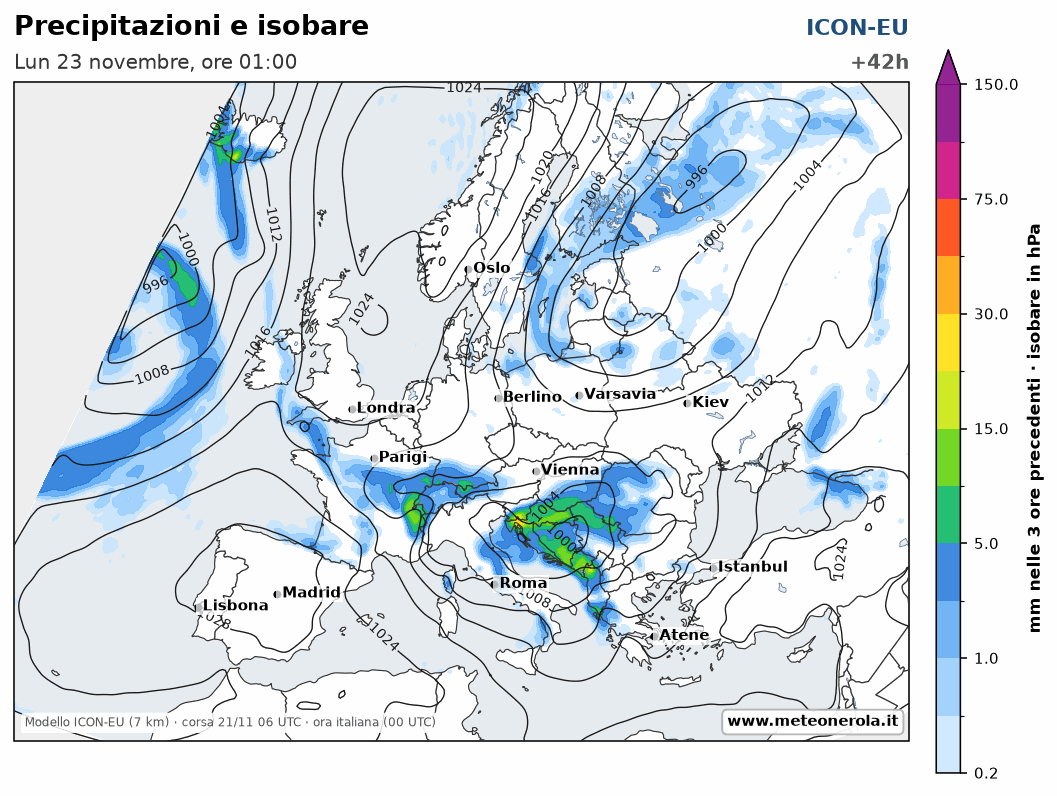 Precipitazioni e isobare
ICON-EU
Lun 23 novembre, ore 01:00
+42h
1024
1004
1012
1000
996
1008
1016
1020
1016
1008
996
1004
1000
1024
1012
Oslo
Londra
Berlino
Varsavia
Kiev
Parigi
Vienna
1004
1000
Roma
1008
Madrid
Lisbona
1028
1024
Istanbul
1024
Atene
Modello ICON-EU (7 km) · corsa 21/11 06 UTC · ora italiana (00 UTC)
www.meteonerola.it
150.0
75.0
30.0
15.0
5.0
1.0
0.2
mm nelle 3 ore precedenti · isobare in hPa